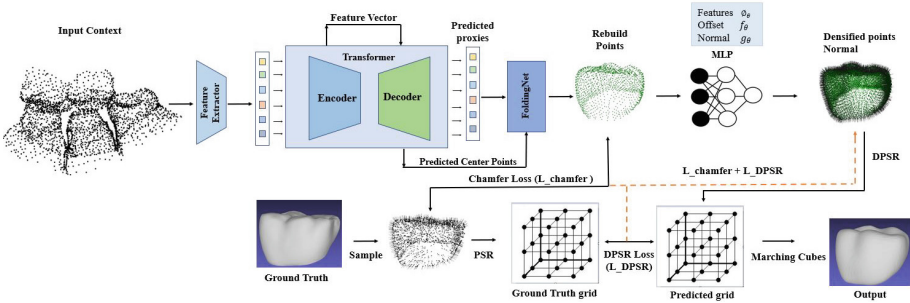 Input Context
Feature
Extractor
Feature Vector
Transformer
Encoder
Decoder
Predicted
proxies
FoldingNet
Predicted Center Points
Rebuild
Points
Features ∅θ
Offset fθ
Normal gθ
MLP
Densified points
Normal
DPSR
L_chamfer + L_DPSR
Chamfer Loss (L_chamfer )
Ground Truth
Sample
PSR
Ground Truth grid
DPSR Loss
(L_DPSR)
Predicted grid
Marching Cubes
Output